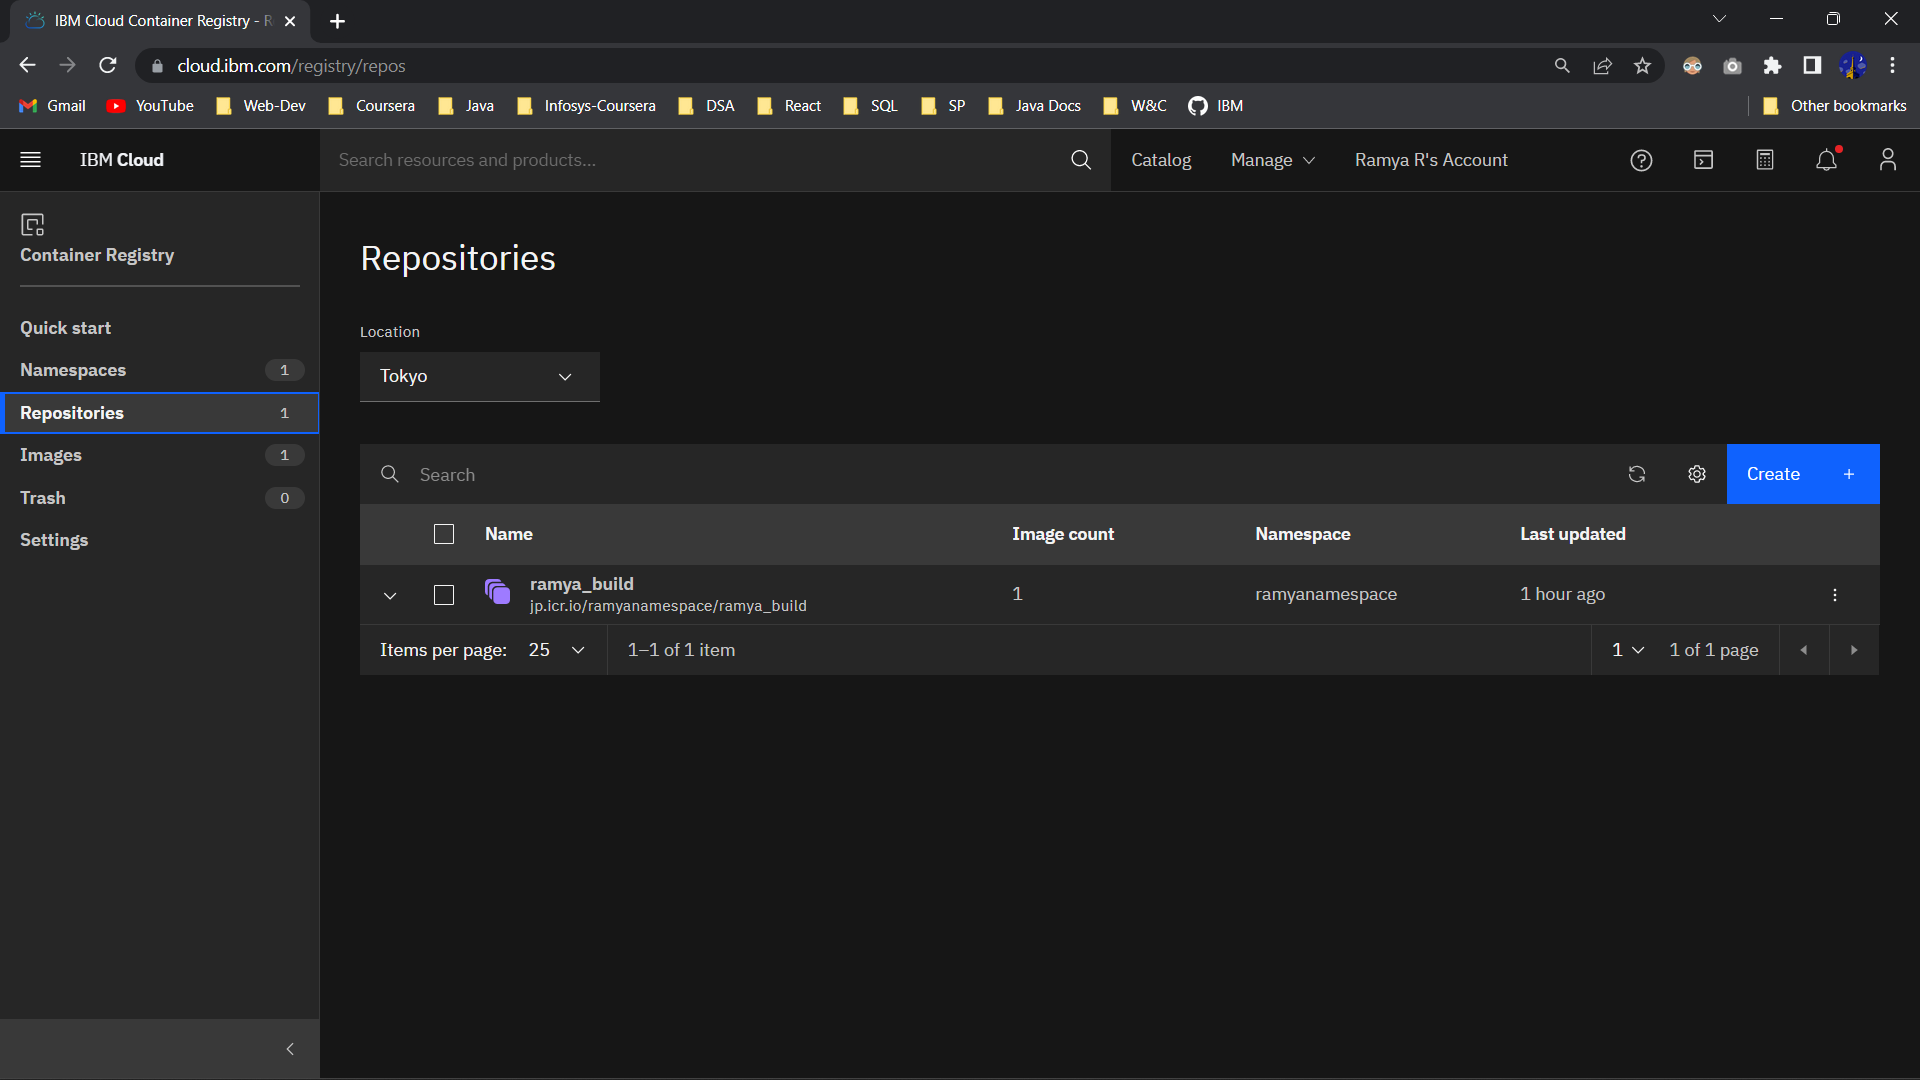 IBM Cloud Container Registry - R
cloud.ibm.com/registry/repos
Gmail YouTube Web-Dev Coursera Java Infosys-Coursera DSA React SQL SP Java Docs W&C IBM Other bookmarks
IBM Cloud Search resources and products... Catalog Manage Ramya R's Account
Container Registry
Quick start
Namespaces 1
Repositories 1
Images 1
Trash 0
Settings
Repositories
Location
Tokyo
Search Create +
Name Image count Namespace Last updated
ramya_build 1 ramyanamespace 1 hour ago
jp.icr.io/ramyanamespace/ramya_build
Items per page: 25 1–1 of 1 item 1 1 of 1 page